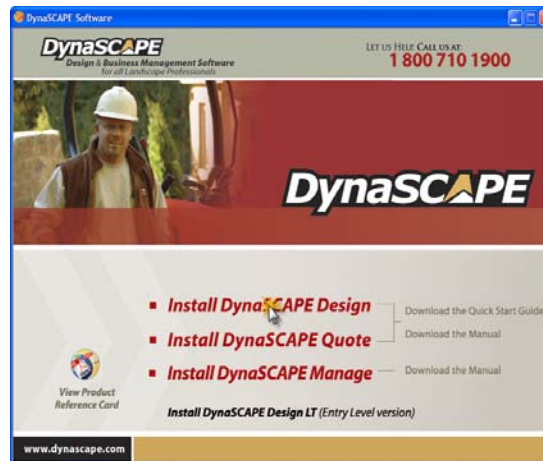 DynaSCAPE Software
DynaSCAPE
Design & Business Management Software
for all Landscape Professionals
LET US HELP. CALL US AT:
1 800 710 1900
DynaSCAPE
Install DynaSCAPE Design
Download the Quick Start Guide
Install DynaSCAPE Quote
Download the Manual
Install DynaSCAPE Manage
Download the Manual
View Product
Reference Card
Install DynaSCAPE Design LT (Entry Level version)
www.dynascape.com